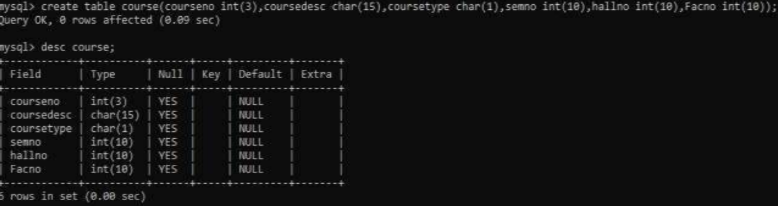 mysql> create table course(courseno int(3),coursedesc char(15),coursetype char(1),semno int(10),hallno int(10),Facno int(10));
Query OK, 0 rows affected (0.09 sec)
mysql> desc course;
+------------+----------+------+-----+---------+-------+
| Field | Type | Null | Key | Default | Extra |
+------------+----------+------+-----+---------+-------+
| courseno | int(3) | YES | | NULL | |
| coursedesc | char(15) | YES | | NULL | |
| coursetype | char(1) | YES | | NULL | |
| semno | int(10) | YES | | NULL | |
| hallno | int(10) | YES | | NULL | |
| Facno | int(10) | YES | | NULL | |
+------------+----------+------+-----+---------+-------+
6 rows in set (0.00 sec)